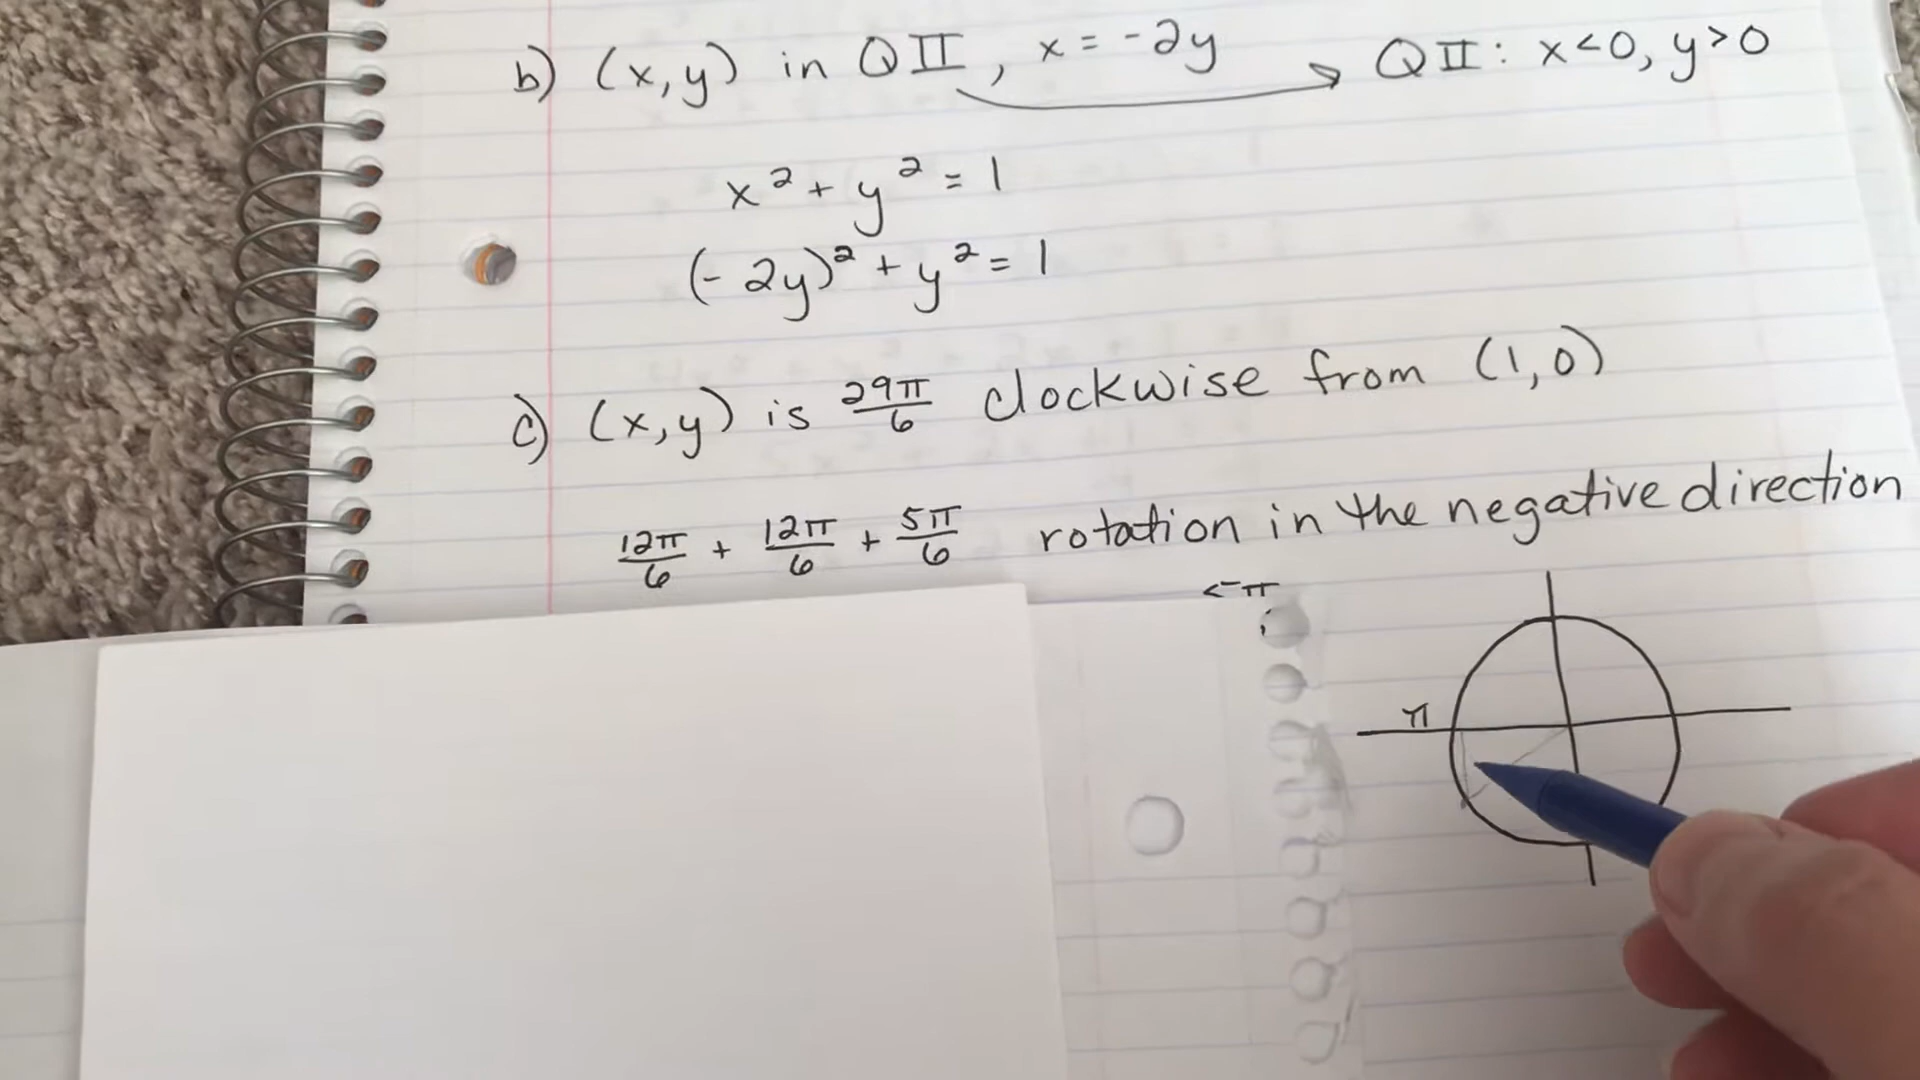 b) (x,y) in QII, x = -2y → QII: x<0, y>0
x² + y² = 1
(-2y)² + y² = 1
c) (x,y) is 29π/6 clockwise from (1,0)
12π/6 + 12π/6 + 5π/6 rotation in the negative direction
<-π
π